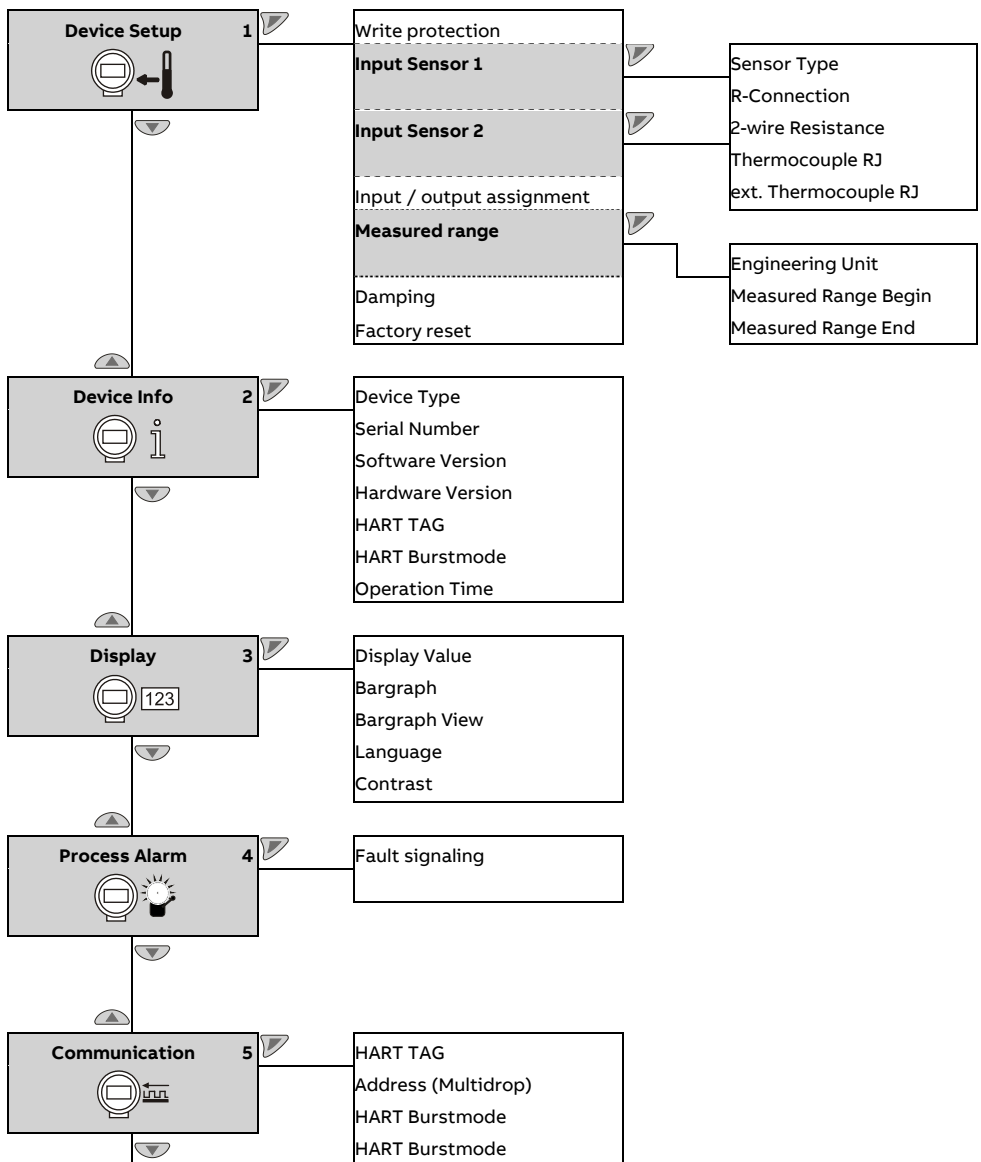 Device Setup 1
Write protection
Input Sensor 1
Input Sensor 2
Input / output assignment
Measured range
Damping
Factory reset
Sensor Type
R-Connection
2-wire Resistance
Thermocouple RJ
ext. Thermocouple RJ
Engineering Unit
Measured Range Begin
Measured Range End
Device Info 2
Device Type
Serial Number
Software Version
Hardware Version
HART TAG
HART Burstmode
Operation Time
Display 3
123
Display Value
Bargraph
Bargraph View
Language
Contrast
Process Alarm 4
Fault signaling
Communication 5
HART TAG
Address (Multidrop)
HART Burstmode
HART Burstmode